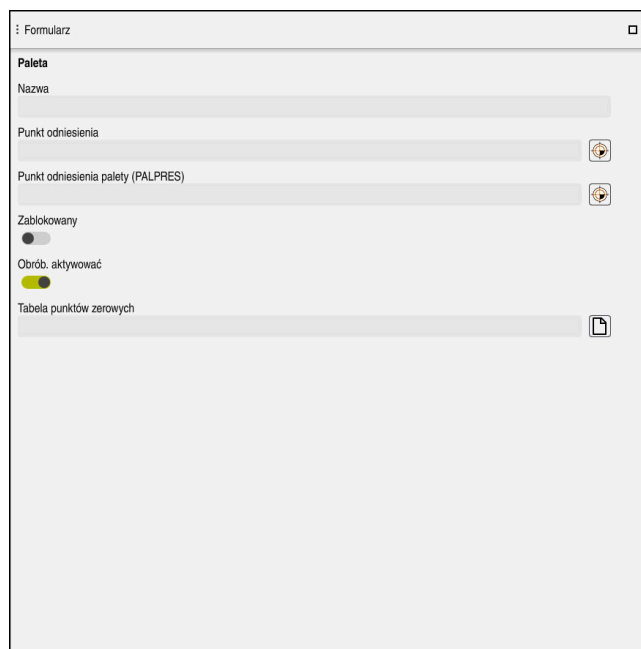 Formularz
Paleta
Nazwa
Punkt odniesienia
Punkt odniesienia palety (PALPRES)
Zablokowany
Obrób. aktywować
Tabela punktów zerowych